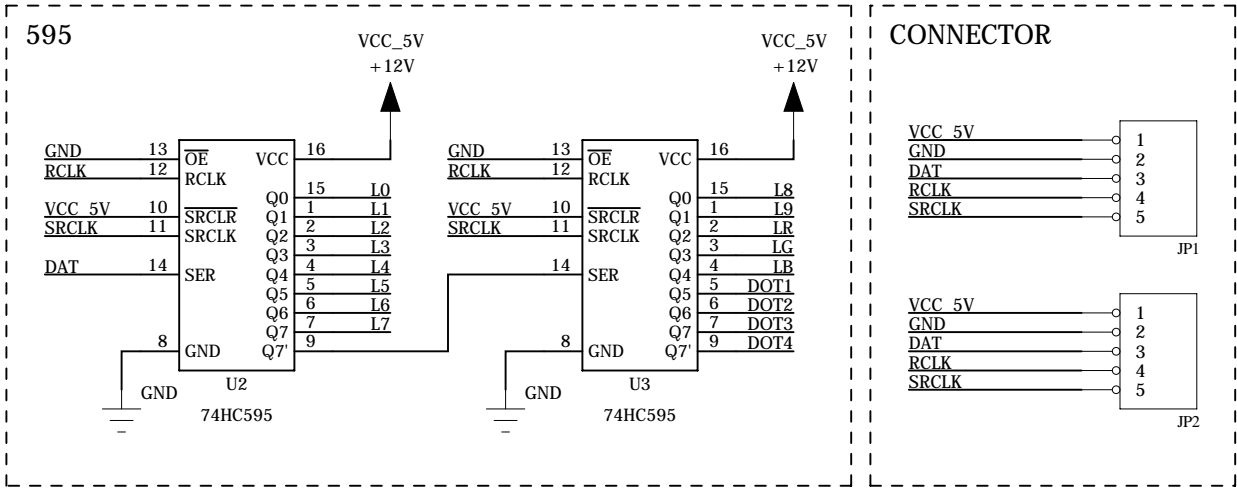 595
VCC_5V
+12V
GND 13 OE VCC 16
RCLK 12 RCLK
Q0 15 L0
VCC_5V 10 SRCLR Q1 1 L1
SRCLK 11 SRCLK Q2 2 L2
Q3 3 L3
DAT 14 SER Q4 4 L4
Q5 5 L5
Q6 6 L6
Q7 7 L7
8 GND Q7' 9
U2
GND
74HC595
VCC_5V
+12V
GND 13 OE VCC 16
RCLK 12 RCLK
Q0 15 L8
VCC_5V 10 SRCLR Q1 1 L9
SRCLK 11 SRCLK Q2 2 LR
Q3 3 LG
14 SER Q4 4 LB
Q5 5 DOT1
Q6 6 DOT2
Q7 7 DOT3
8 GND Q7' 9 DOT4
U3
GND
74HC595
CONNECTOR
VCC_5V 1
GND 2
DAT 3
RCLK 4
SRCLK 5
JP1
VCC_5V 1
GND 2
DAT 3
RCLK 4
SRCLK 5
JP2